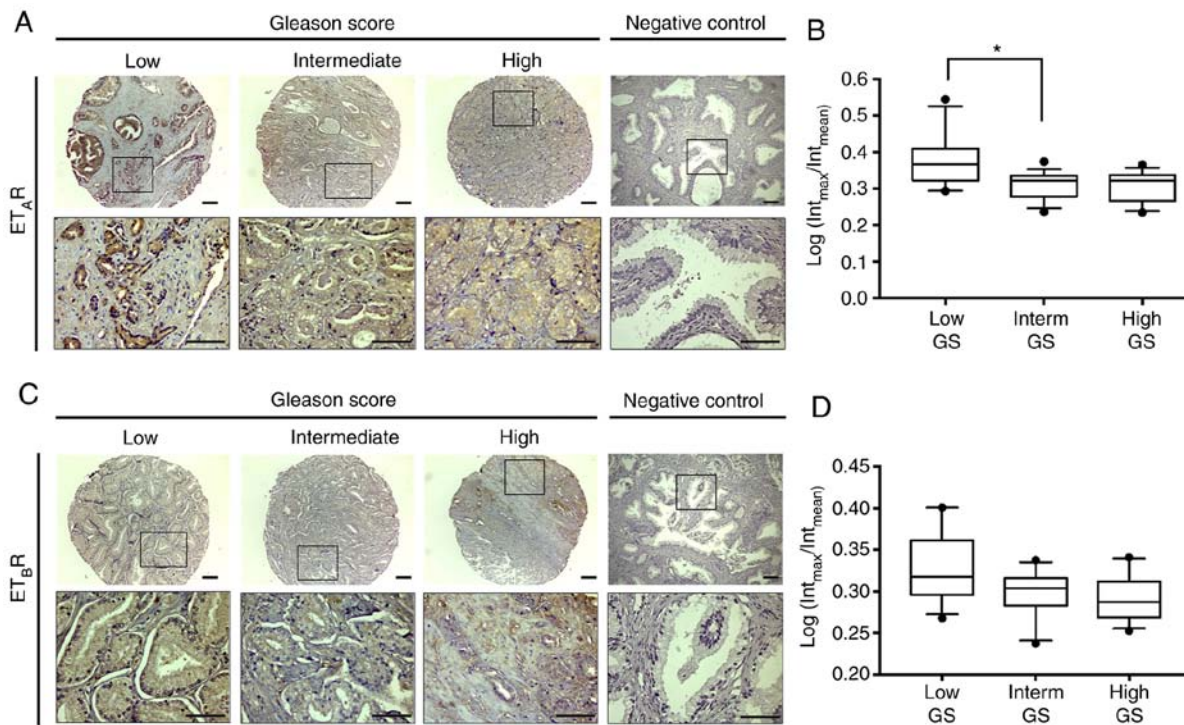 A
Gleason score
Negative control
Low
Intermediate
High
ETAR
B
Log (Intmax/Intmean)
0.6
0.5
0.4
0.3
0.2
0.1
0.0
*
Low
GS
Interm
GS
High
GS
C
Gleason score
Negative control
Low
Intermediate
High
ETBR
D
Log (Intmax/Intmean)
0.45
0.40
0.35
0.30
0.25
0.20
Low
GS
Interm
GS
High
GS